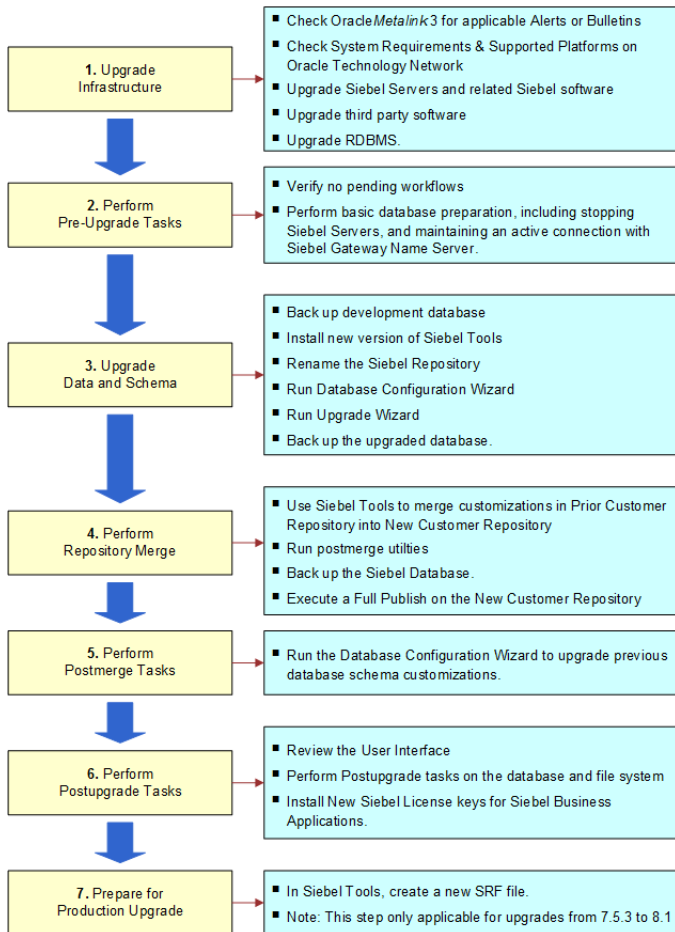 1. Upgrade
Infrastructure
▪ Check OracleMetalink 3 for applicable Alerts or Bulletins
▪ Check System Requirements & Supported Platforms on
Oracle Technology Network
▪ Upgrade Siebel Servers and related Siebel software
▪ Upgrade third party software
▪ Upgrade RDBMS.
2. Perform
Pre-Upgrade Tasks
▪ Verify no pending workflows
▪ Perform basic database preparation, including stopping
Siebel Servers, and maintaining an active connection with
Siebel Gateway Name Server.
3. Upgrade
Data and Schema
▪ Back up development database
▪ Install new version of Siebel Tools
▪ Rename the Siebel Repository
▪ Run Database Configuration Wizard
▪ Run Upgrade Wizard
▪ Back up the upgraded database.
4. Perform
Repository Merge
▪ Use Siebel Tools to merge customizations in Prior Customer
Repository into New Customer Repository
▪ Run postmerge utilties
▪ Back up the Siebel Database.
▪ Execute a Full Publish on the New Customer Repository
5. Perform
Postmerge Tasks
▪ Run the Database Configuration Wizard to upgrade previous
database schema customizations.
6. Perform
Postupgrade Tasks
▪ Review the User Interface
▪ Perform Postupgrade tasks on the database and file system
▪ Install New Siebel License keys for Siebel Business
Applications.
7. Prepare for
Production Upgrade
▪ In Siebel Tools, create a new SRF file.
▪ Note: This step only applicable for upgrades from 7.5.3 to 8.1